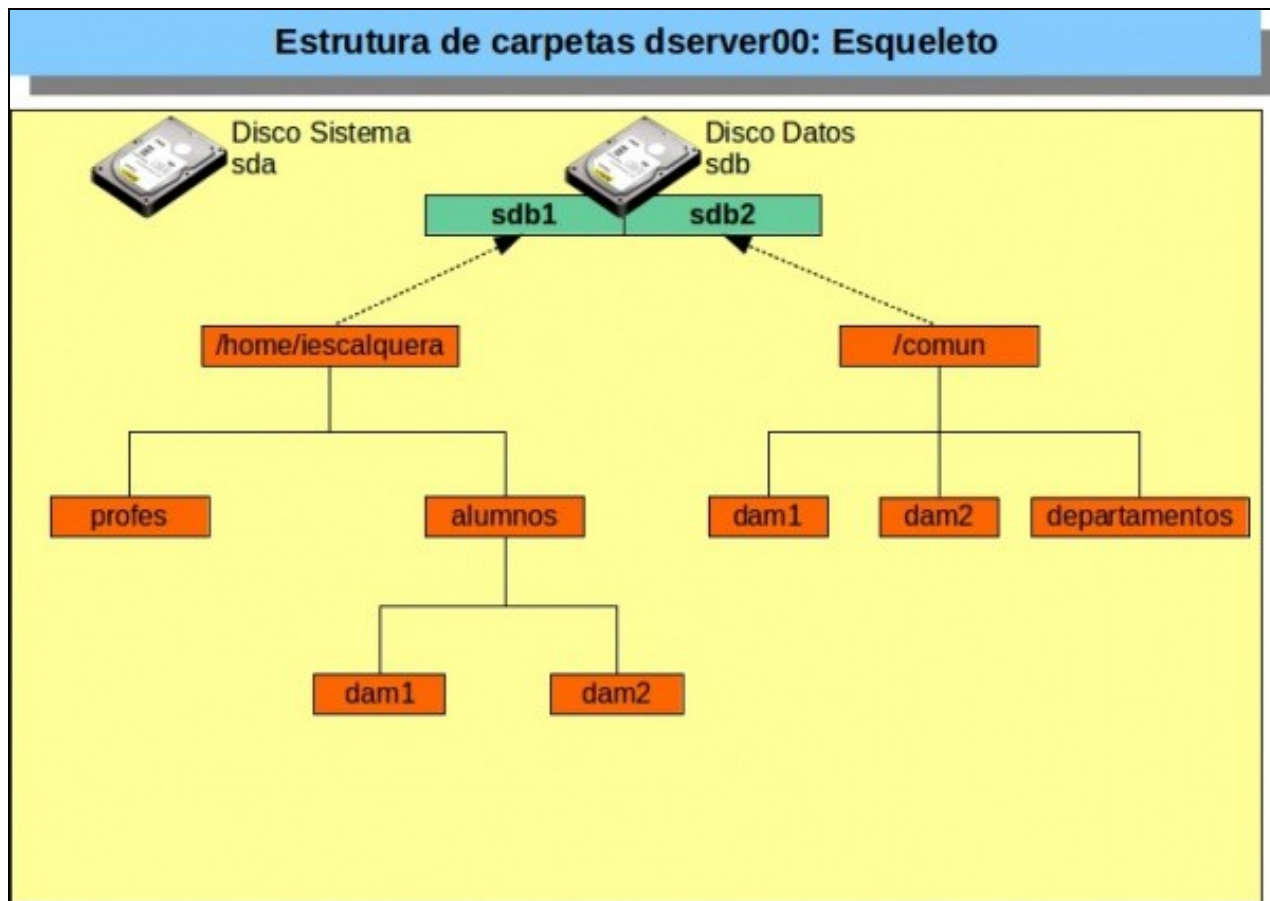 Estrutura de carpetas dserver00: Esqueleto
Disco Sistema
sda
Disco Datos
sdb
sdb1
sdb2
/home/iescalquera
/comun
profes
alumnos
dam1
dam2
departamentos
dam1
dam2